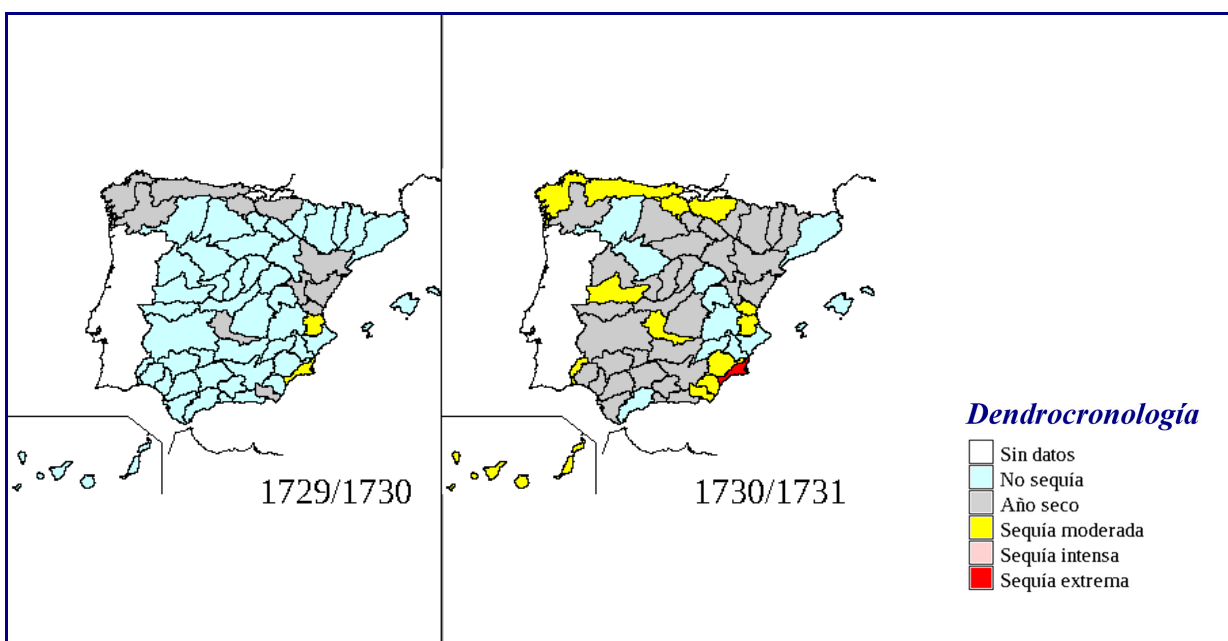 1729/1730
1730/1731
Dendrocronología
Sin datos
No sequía
Año seco
Sequía moderada
Sequía intensa
Sequía extrema